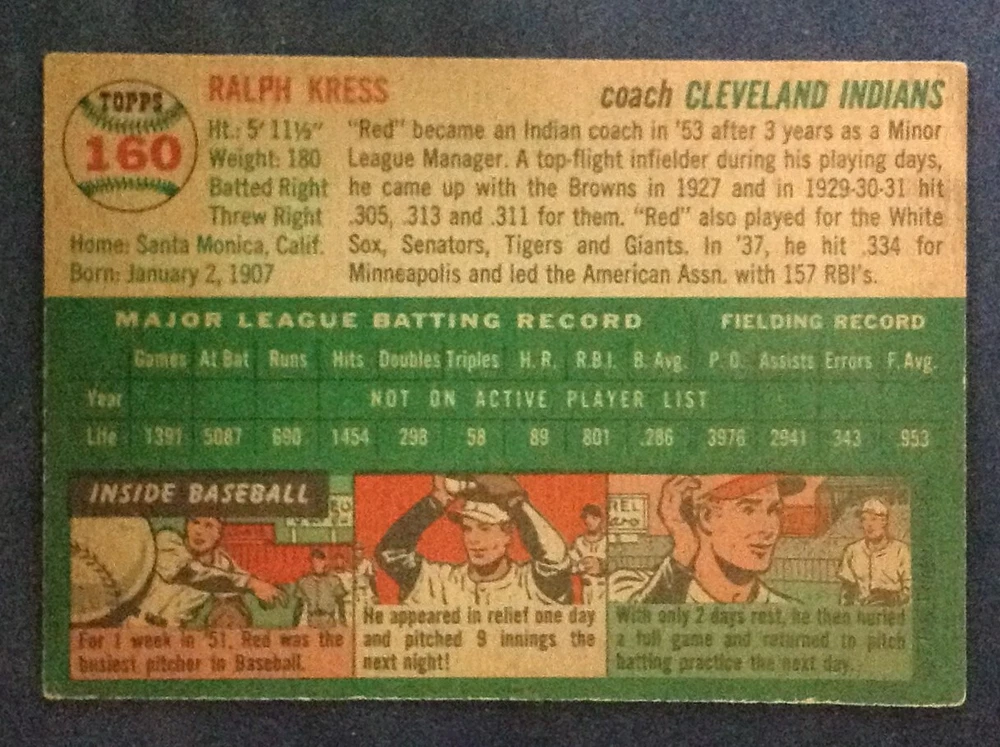 TOPPS
160
RALPH KRESS
coach CLEVELAND INDIANS
Ht.: 5' 11½"
Weight: 180
Batted Right
Threw Right
Home: Santa Monica, Calif.
Born: January 2, 1907
"Red" became an Indian coach in '53 after 3 years as a Minor
League Manager. A top-flight infielder during his playing days,
he came up with the Browns in 1927 and in 1929-30-31 hit
.305, .313 and .311 for them. "Red" also played for the White
Sox, Senators, Tigers and Giants. In '37, he hit .334 for
Minneapolis and led the American Assn. with 157 RBI's.
MAJOR LEAGUE BATTING RECORD FIELDING RECORD
Games At Bat Runs Hits Doubles Triples H. R. R.B.I. B. Avg. P. O. Assists Errors F. Avg.
Year NOT ON ACTIVE PLAYER LIST
Life 1391 5087 690 1454 298 58 89 801 .286 3976 2941 343 .953
INSIDE BASEBALL
For 1 week in '51, Red was the
busiest pitcher in Baseball.
He appeared in relief one day
and pitched 9 innings the
next night!
REL
With only 2 days rest, he then hurled
a full game and returned to pitch
batting practice the next day.